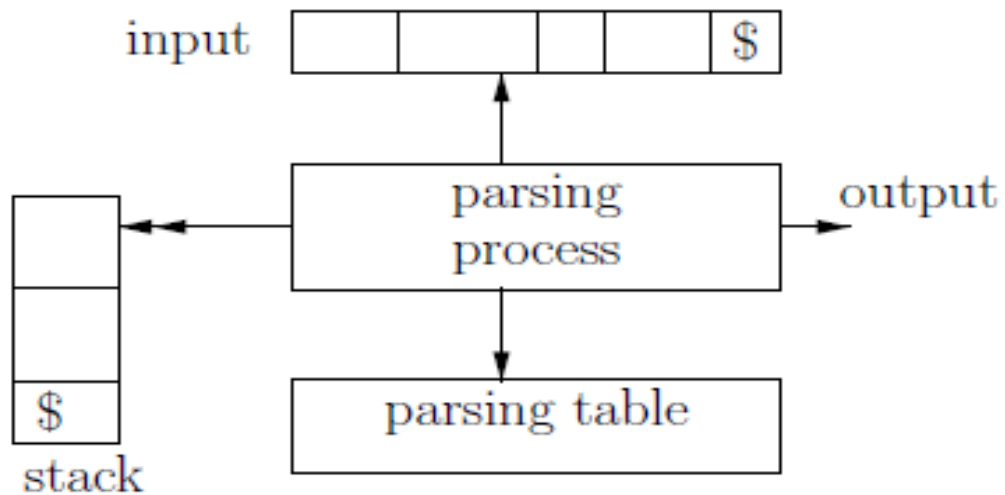 input
$
parsing
process
output
$
stack
parsing table